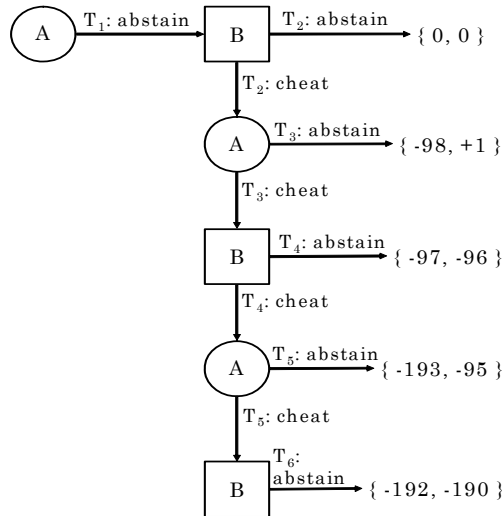 A T₁: abstain B T₂: abstain { 0, 0 }
T₂: cheat
A T₃: abstain { -98, +1 }
T₃: cheat
B T₄: abstain { -97, -96 }
T₄: cheat
A T₅: abstain { -193, -95 }
T₅: cheat
B T₆: abstain { -192, -190 }